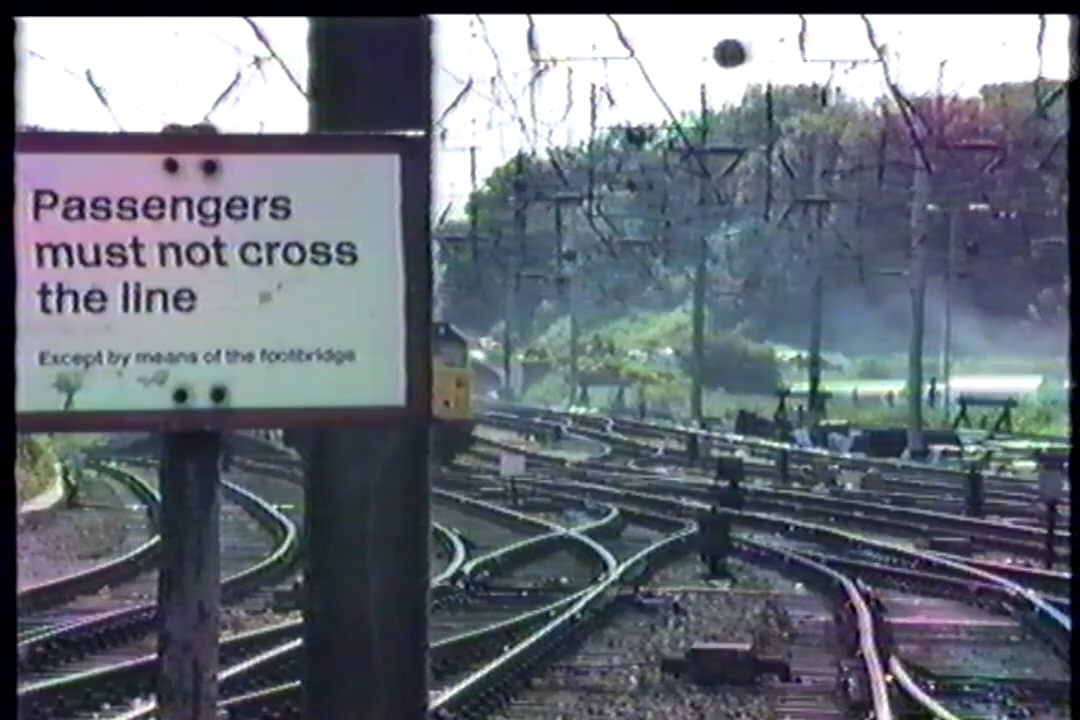 Passengers
must not cross
the line
Except by means of the footbridge